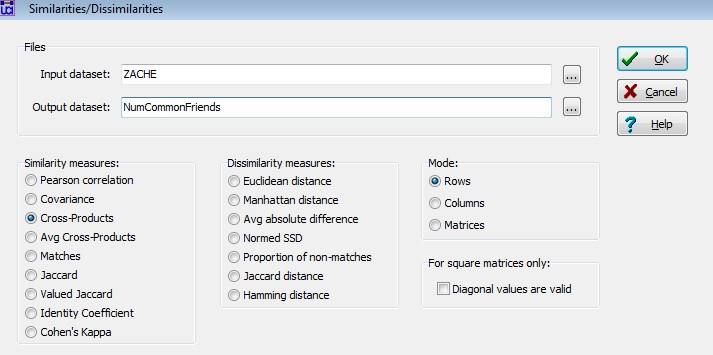 UCI
Similarities/Dissimilarities
Files
Input dataset: ZACHE ...
Output dataset: NumCommonFriends ...
OK
Cancel
Help
Similarity measures:
Pearson correlation
Covariance
Cross-Products
Avg Cross-Products
Matches
Jaccard
Valued Jaccard
Identity Coefficient
Cohen's Kappa
Dissimilarity measures:
Euclidean distance
Manhattan distance
Avg absolute difference
Normed SSD
Proportion of non-matches
Jaccard distance
Hamming distance
Mode:
Rows
Columns
Matrices
For square matrices only:
Diagonal values are valid